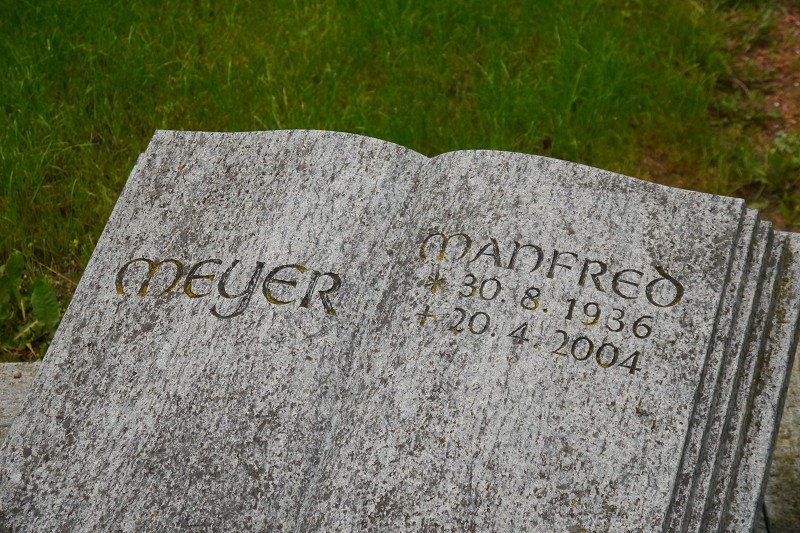 MEYER
MANFRED
* 30. 8. 1936
+ 20. 4. 2004